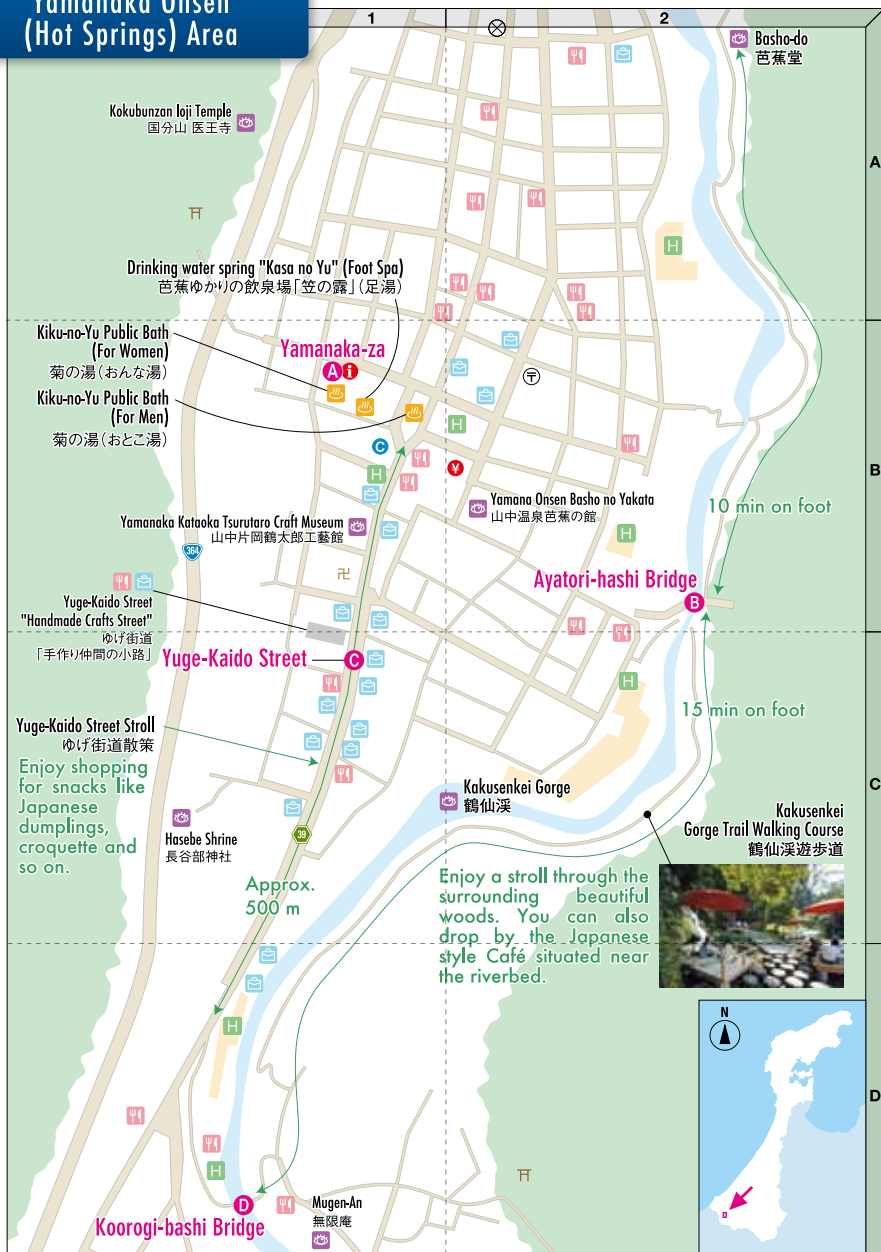 Yamanaka Onsen
(Hot Springs) Area
1
2
Basho-do
芭蕉堂
Kokubunzan Ioji Temple
国分山 医王寺
A
H
Drinking water spring "Kasa no Yu" (Foot Spa)
芭蕉ゆかりの飲泉場「笠の露」(足湯)
Kiku-no-Yu Public Bath
(For Women)
菊の湯(おんな湯)
Yamanaka-za
A i
〒
Kiku-no-Yu Public Bath
(For Men)
菊の湯(おとこ湯)
H
C
¥
H
B
Yamana Onsen Basho no Yakata
山中温泉芭蕉の館
10 min on foot
Yamanaka Kataoka Tsurutaro Craft Museum
山中片岡鶴太郎工藝館
H
364
卍
Ayatori-hashi Bridge
B
Yuge-Kaido Street
"Handmade Crafts Street"
ゆげ街道
「手作り仲間の小路」
Yuge-Kaido Street
C
H
15 min on foot
Yuge-Kaido Street Stroll
ゆげ街道散策
Enjoy shopping
for snacks like
Japanese
dumplings,
croquette and
so on.
C
Kakusenkei Gorge
鶴仙渓
Kakusenkei
Gorge Trail Walking Course
鶴仙渓遊歩道
Hasebe Shrine
長谷部神社
39
Approx.
500 m
Enjoy a stroll through the
surrounding beautiful
woods. You can also
drop by the Japanese
style Café situated near
the riverbed.
H
N
D
H
D
Koorogi-bashi Bridge
Mugen-An
無限庵